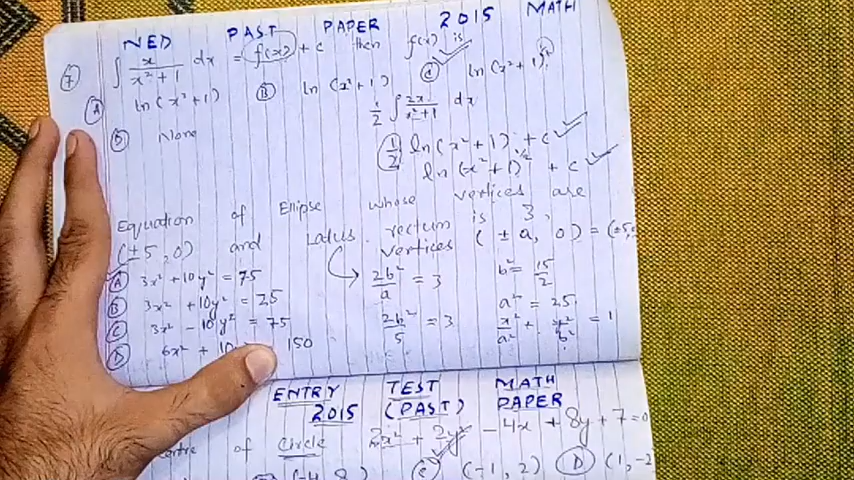 NED PAST PAPER 2015 MATH
⑦ ∫ x/(x²+1) dx = f(x) + c then f(x) is
Ⓐ ln(x²+1) Ⓑ ln(x²+1) Ⓒ ln(x²+1)^½
½ ∫ 2x/(x²+1) dx
Ⓓ None
½ ln(x²+1) + c
ln(x²+1)^½ + c
Equation of Ellipse whose vertices are
(±5, 0) and Latus rectum is 3,
vertices (±a, 0) = (±5,
Ⓐ 3x² + 10y² = 75 2b²/a = 3 b² = 15/2
Ⓑ 3x² + 10y² = 25 a² = 25
Ⓒ 3x² - 10y² = 75 2b²/5 = 3 x²/a² + y²/b² = 1
Ⓓ 6x² + 10 150
ENTRY TEST MATH
2015 (PAST) PAPER
of Circle 2x² + 2y² - 4x + 8y + 7 = 0
(-4, 8) Ⓒ (-1, 2) Ⓓ (1, -2